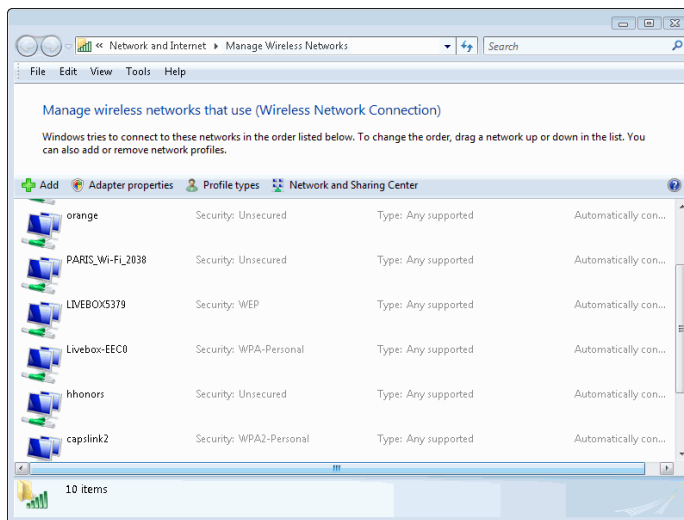 « Network and Internet Manage Wireless Networks Search
File Edit View Tools Help
Manage wireless networks that use (Wireless Network Connection)
Windows tries to connect to these networks in the order listed below. To change the order, drag a network up or down in the list. You
can also add or remove network profiles.
Add Adapter properties Profile types Network and Sharing Center
orange Security: Unsecured Type: Any supported Automatically con...
PARIS_Wi-Fi_2038 Security: Unsecured Type: Any supported Automatically con...
LIVEBOX5379 Security: WEP Type: Any supported Automatically con...
Livebox-EEC0 Security: WPA-Personal Type: Any supported Automatically con...
hhonors Security: Unsecured Type: Any supported Automatically con...
capslink2 Security: WPA2-Personal Type: Any supported Automatically con...
10 items